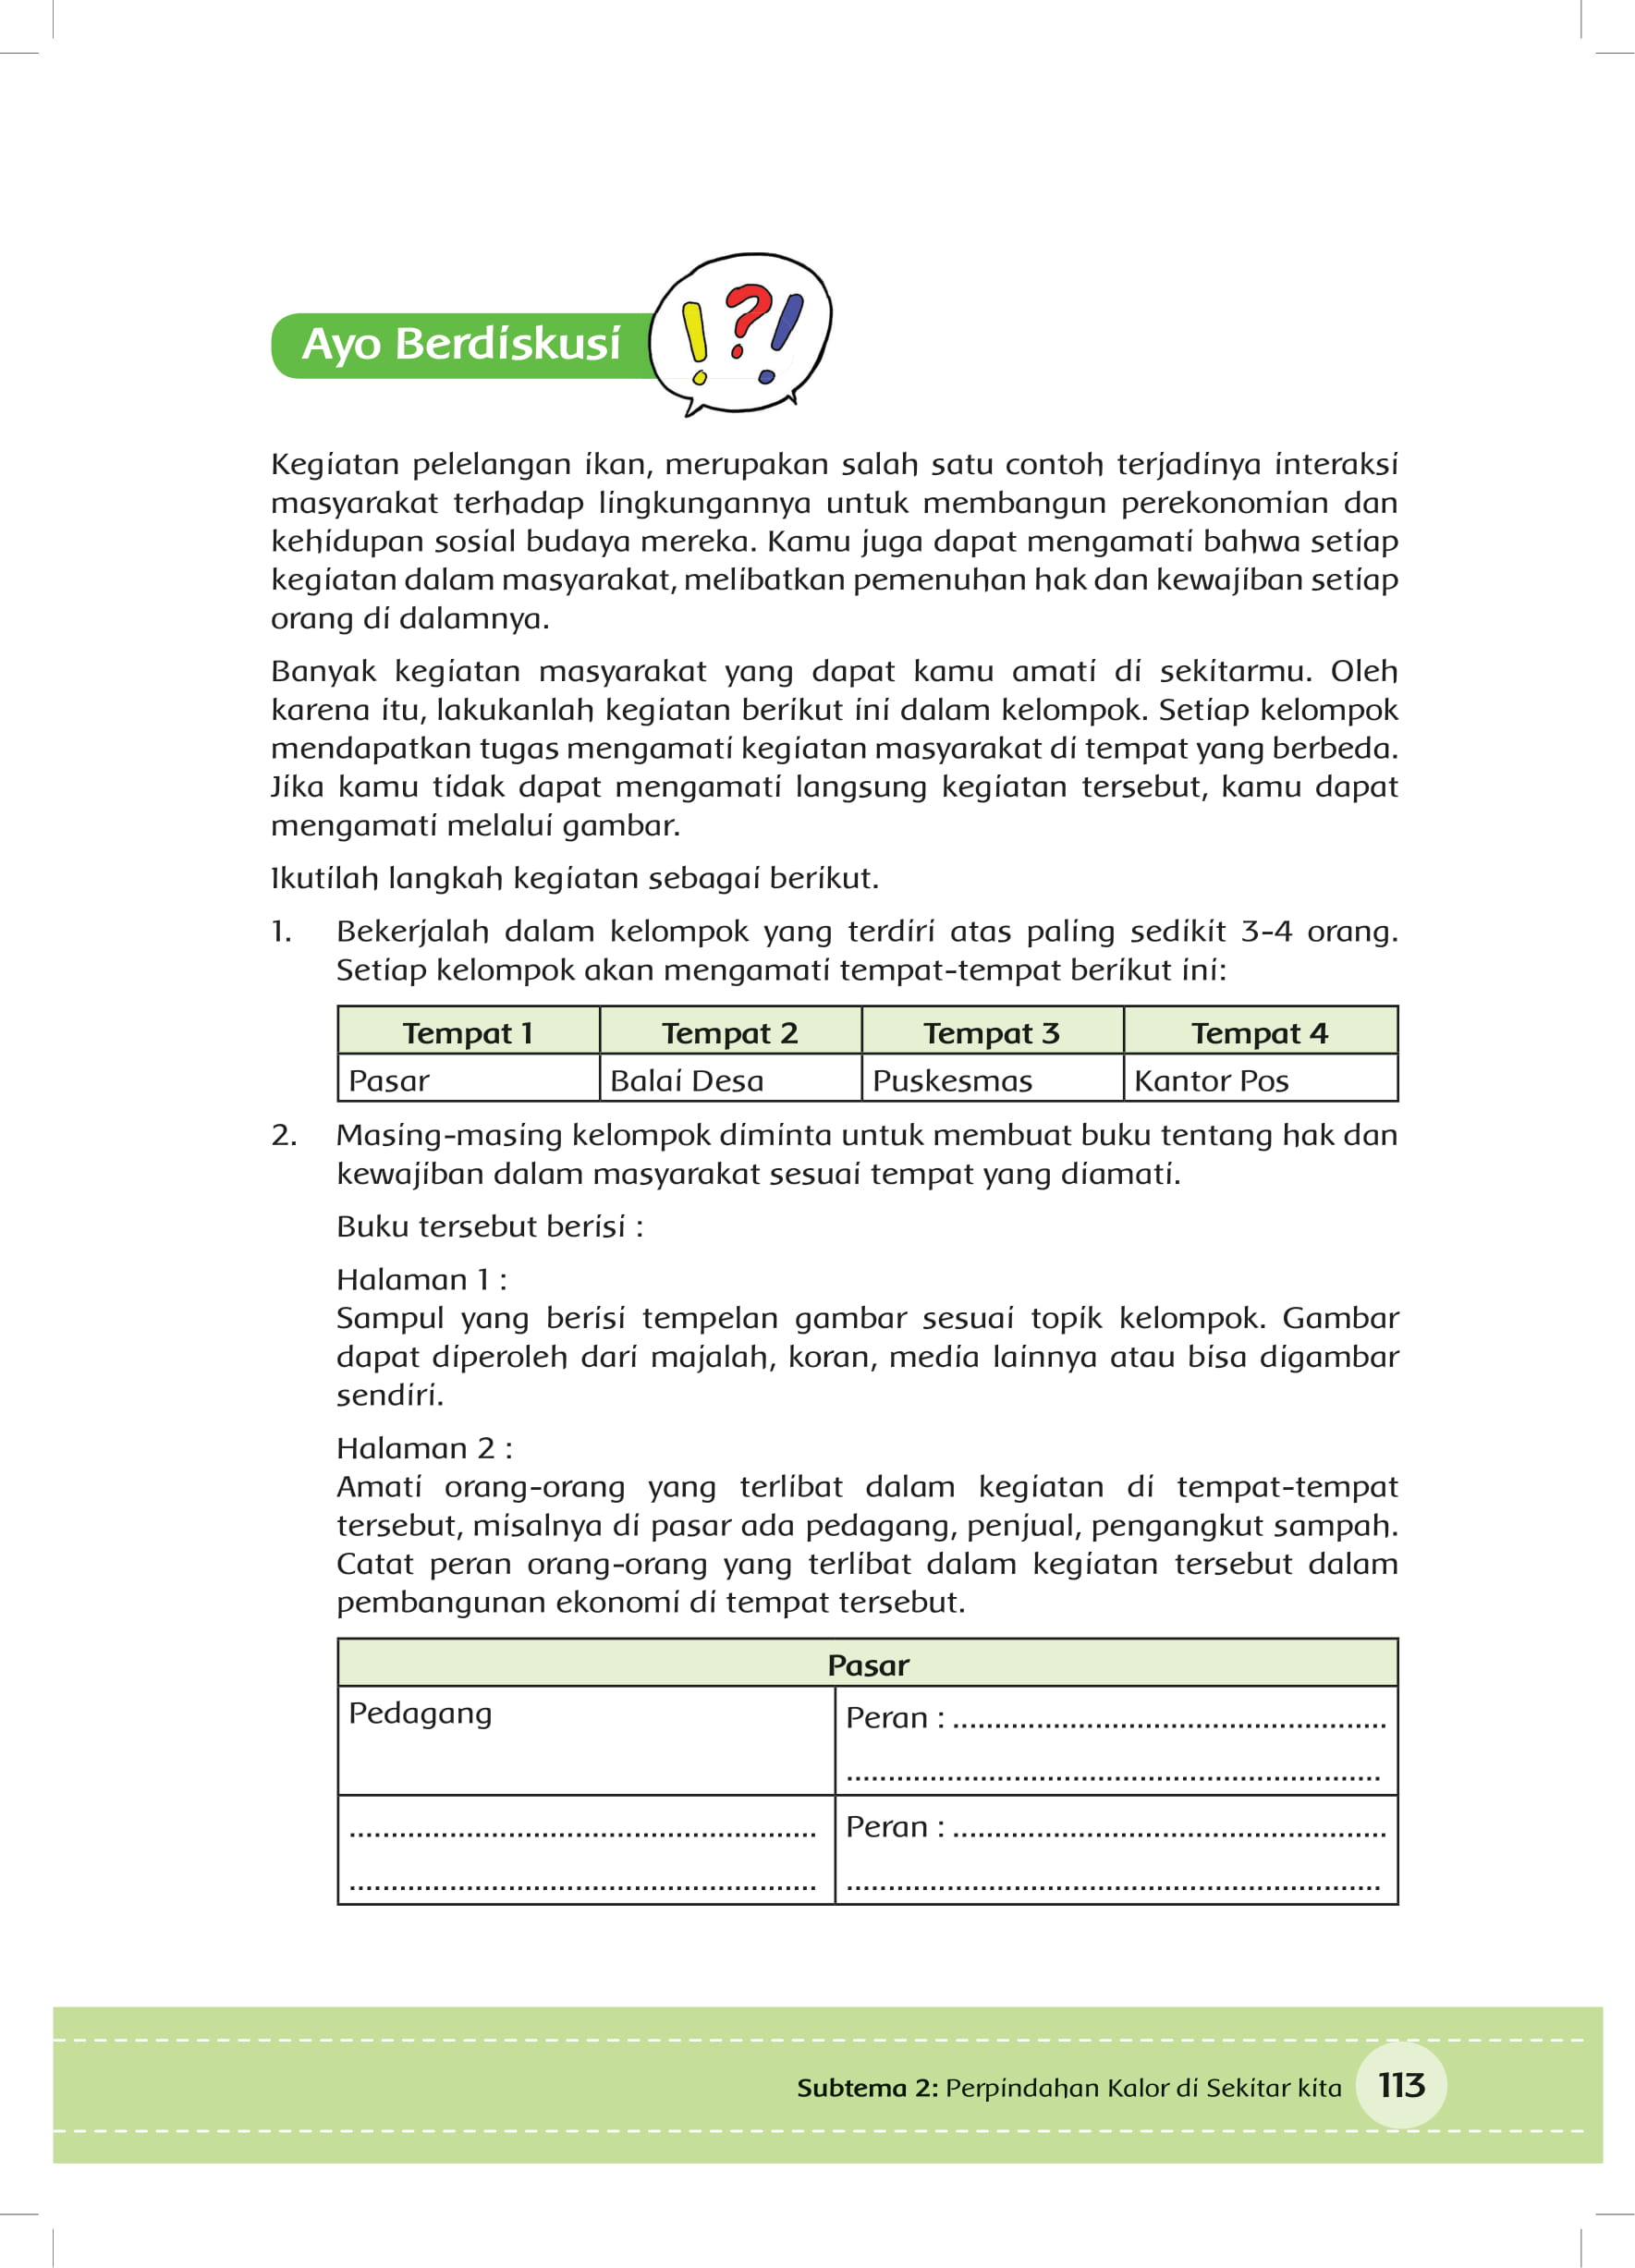 Ayo Berdiskusi
Kegiatan pelelangan ikan, merupakan salah satu contoh terjadinya interaksi
masyarakat terhadap lingkungannya untuk membangun perekonomian dan
kehidupan sosial budaya mereka. Kamu juga dapat mengamati bahwa setiap
kegiatan dalam masyarakat, melibatkan pemenuhan hak dan kewajiban setiap
orang di dalamnya.
Banyak kegiatan masyarakat yang dapat kamu amati di sekitarmu. Oleh
karena itu, lakukanlah kegiatan berikut ini dalam kelompok. Setiap kelompok
mendapatkan tugas mengamati kegiatan masyarakat di tempat yang berbeda.
Jika kamu tidak dapat mengamati langsung kegiatan tersebut, kamu dapat
mengamati melalui gambar.
Ikutilah langkah kegiatan sebagai berikut.
1. Bekerjalah dalam kelompok yang terdiri atas paling sedikit 3-4 orang.
Setiap kelompok akan mengamati tempat-tempat berikut ini:
Tempat 1 Tempat 2 Tempat 3 Tempat 4
Pasar Balai Desa Puskesmas Kantor Pos
2. Masing-masing kelompok diminta untuk membuat buku tentang hak dan
kewajiban dalam masyarakat sesuai tempat yang diamati.
Buku tersebut berisi :
Halaman 1 :
Sampul yang berisi tempelan gambar sesuai topik kelompok. Gambar
dapat diperoleh dari majalah, koran, media lainnya atau bisa digambar
sendiri.
Halaman 2 :
Amati orang-orang yang terlibat dalam kegiatan di tempat-tempat
tersebut, misalnya di pasar ada pedagang, penjual, pengangkut sampah.
Catat peran orang-orang yang terlibat dalam kegiatan tersebut dalam
pembangunan ekonomi di tempat tersebut.
Pasar
Pedagang Peran : ....................................................
................................................................
........................................................ Peran : ....................................................
........................................................ ................................................................
Subtema 2: Perpindahan Kalor di Sekitar kita 113